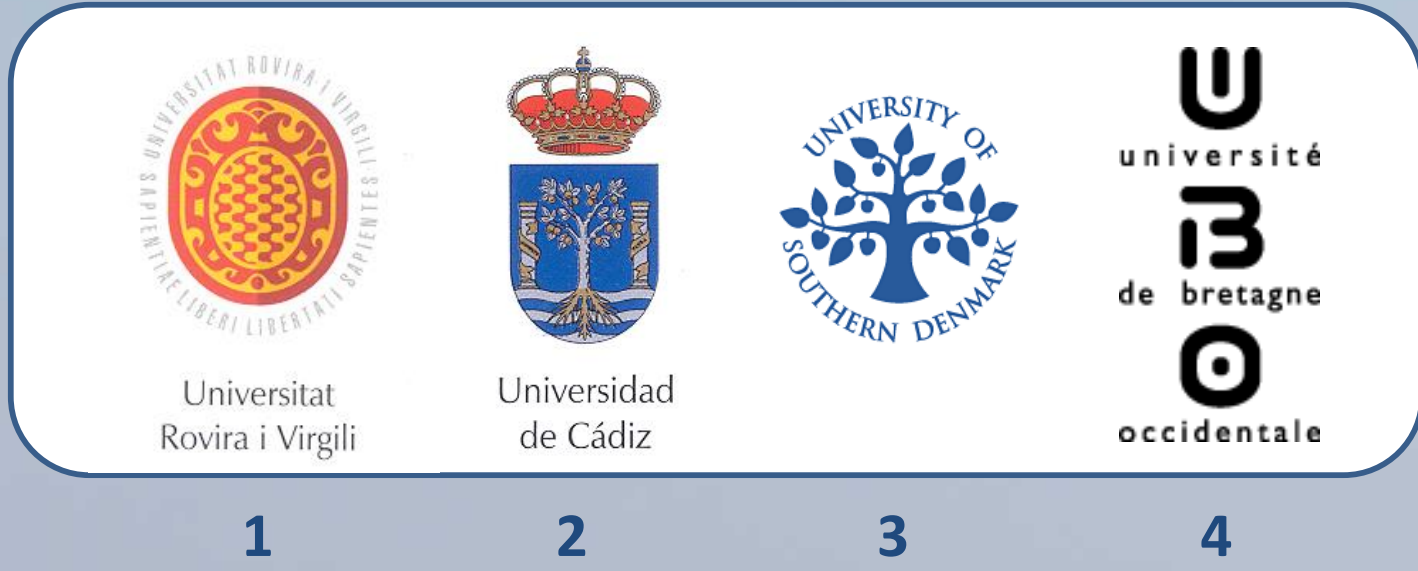 SAPIENTIAE LIBERI LIBERTATI SAPIENTES UNIVERSITAT ROVIRA I VIRGILI
Universitat
Rovira i Virgili
Universidad
de Cádiz
UNIVERSITY OF
SOUTHERN DENMARK
U
université
B
de bretagne
O
occidentale
1 2 3 4